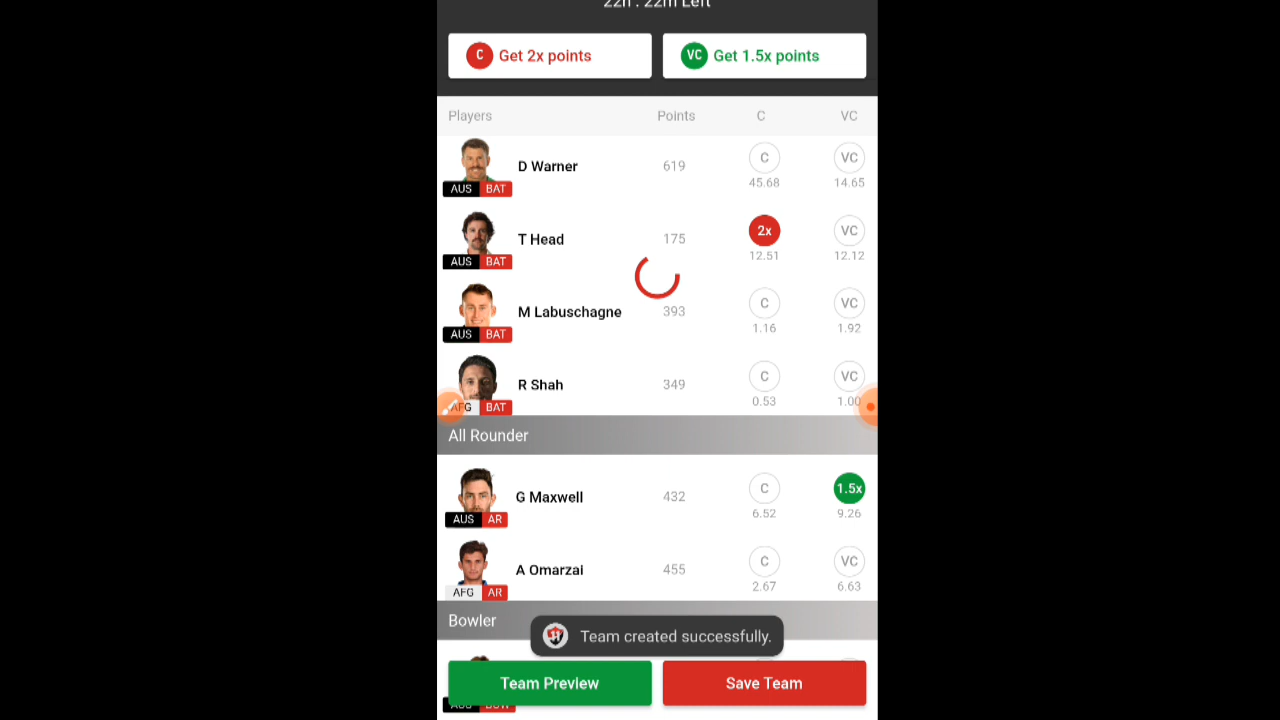 22h : 22m Left
C Get 2x points VC Get 1.5x points
Players Points C VC
D Warner 619 C VC
AUS BAT 45.68 14.65
T Head 175 2x VC
AUS BAT 12.51 12.12
M Labuschagne 393 C VC
AUS BAT 1.16 1.92
R Shah 349 C VC
AFG BAT 0.53 1.00
All Rounder
G Maxwell 432 C 1.5x
AUS AR 6.52 9.26
A Omarzai 455 C VC
AFG AR 2.67 6.63
Bowler
Team created successfully.
Team Preview Save Team